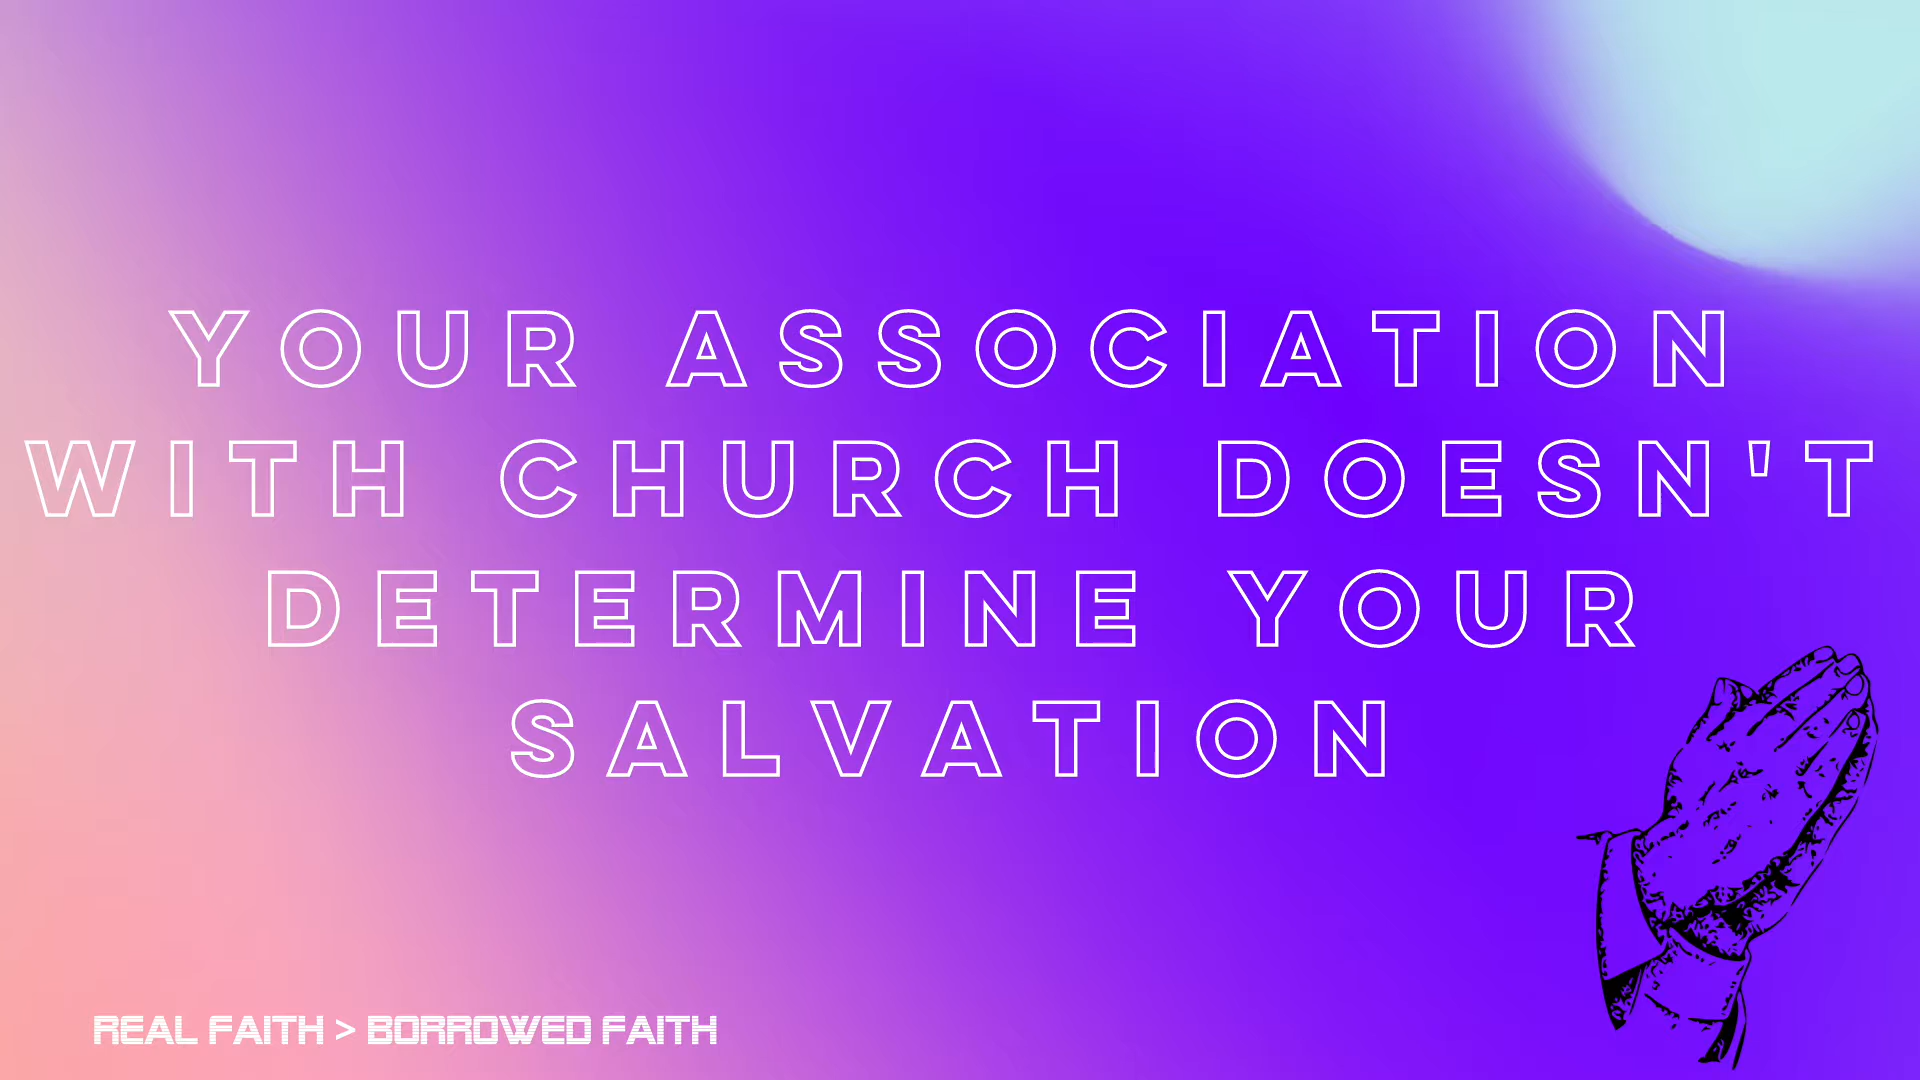 YOUR ASSOCIATION
WITH CHURCH DOESN'T
DETERMINE YOUR
SALVATION
REAL FAITH > BORROWED FAITH